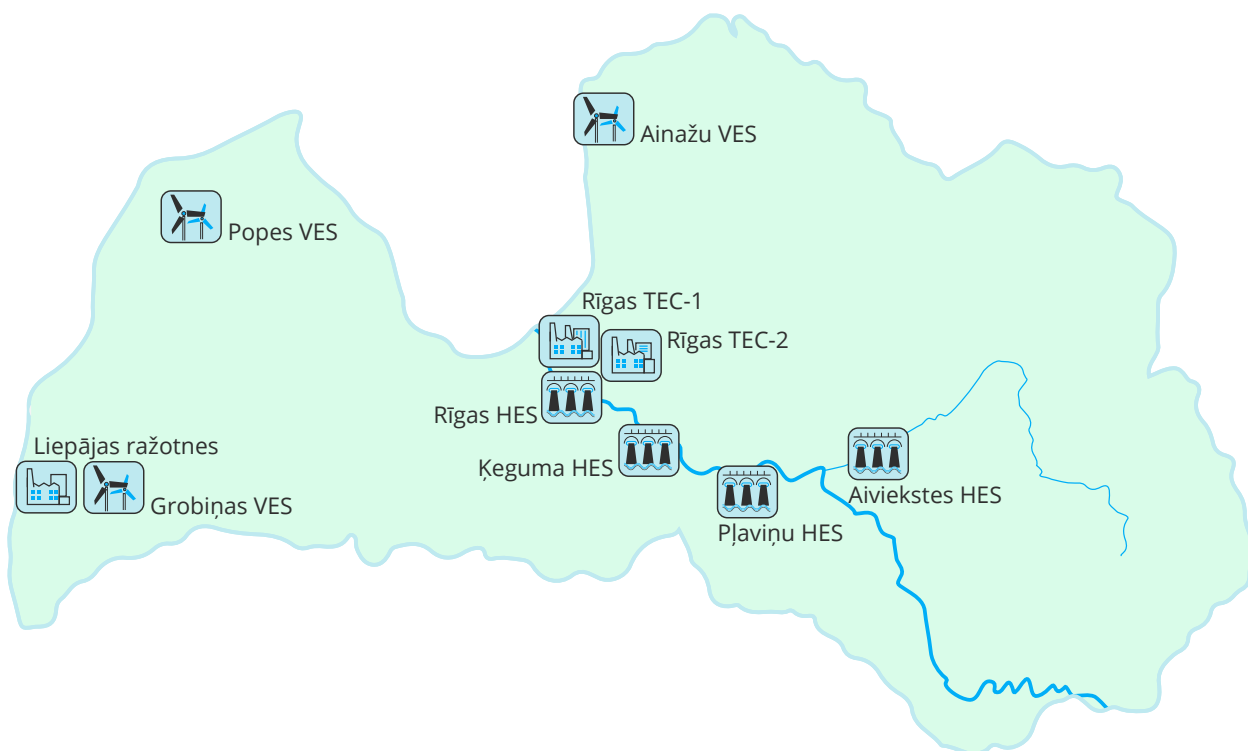 Ainažu VES
Popes VES
Rīgas TEC-1
Rīgas TEC-2
Rīgas HES
Liepājas ražotnes
Ķeguma HES
Grobiņas VES
Aiviekstes HES
Pļaviņu HES